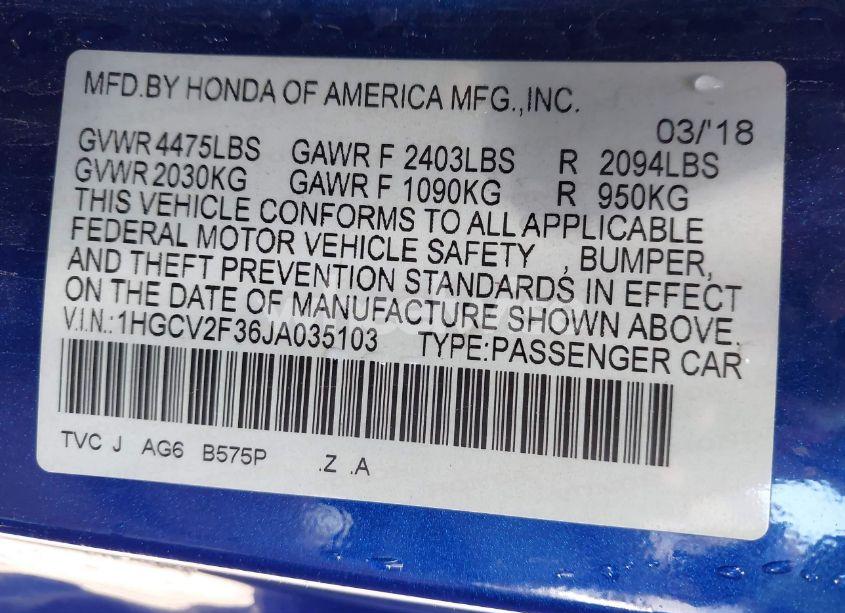 MFD.BY HONDA OF AMERICA MFG.,INC.
03/'18
GVWR 4475LBS GAWR F 2403LBS R 2094LBS
GVWR 2030KG GAWR F 1090KG R 950KG
THIS VEHICLE CONFORMS TO ALL APPLICABLE
FEDERAL MOTOR VEHICLE SAFETY , BUMPER,
AND THEFT PREVENTION STANDARDS IN EFFECT
ON THE DATE OF MANUFACTURE SHOWN ABOVE.
V.I.N.:1HGCV2F36JA035103 TYPE:PASSENGER CAR
TVC J AG6 B575P .Z .A